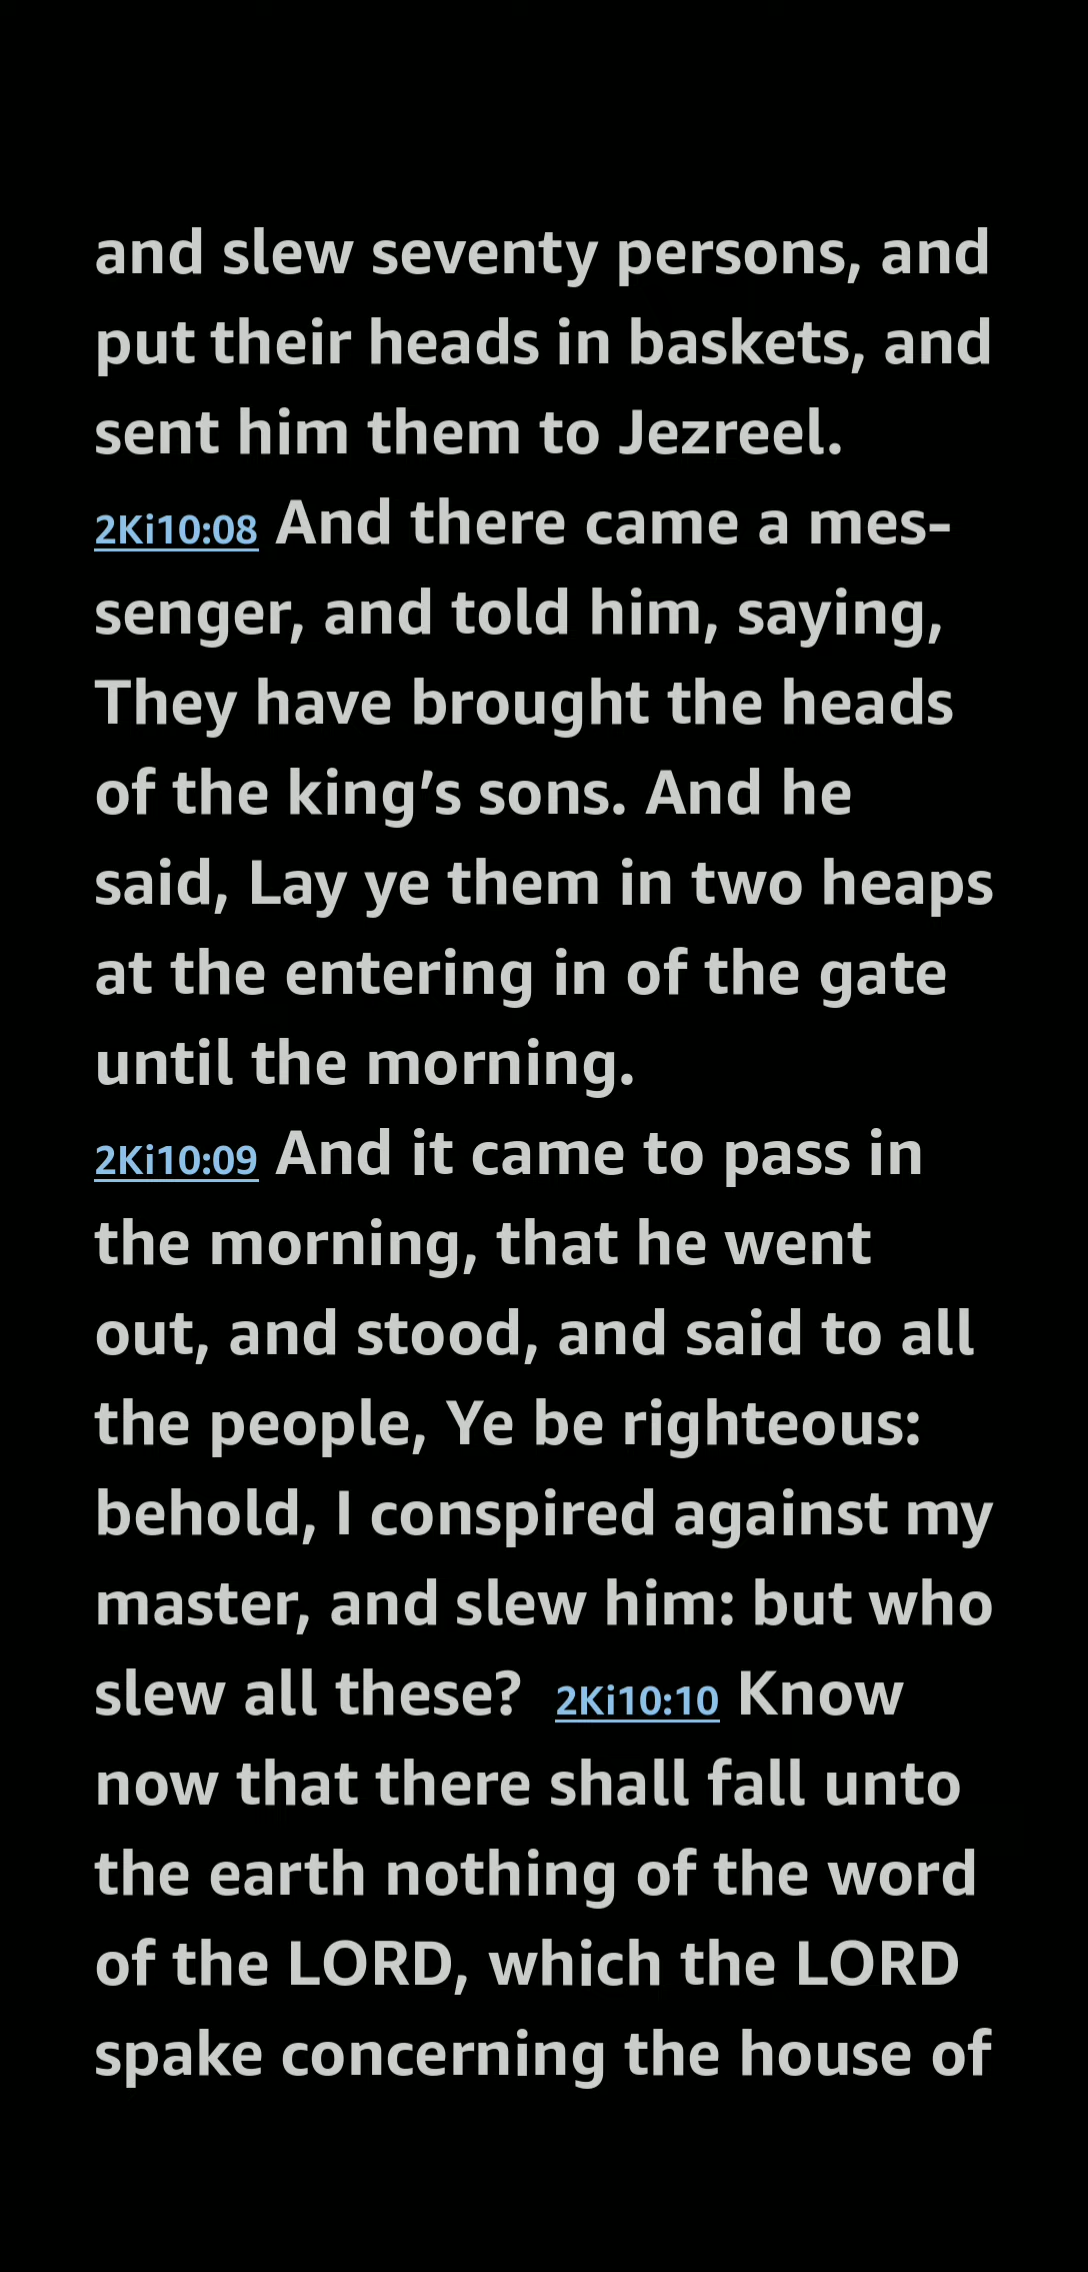 and slew seventy persons, and
put their heads in baskets, and
sent him them to Jezreel.
2Ki10:08 And there came a mes-
senger, and told him, saying,
They have brought the heads
of the king’s sons. And he
said, Lay ye them in two heaps
at the entering in of the gate
until the morning.
2Ki10:09 And it came to pass in
the morning, that he went
out, and stood, and said to all
the people, Ye be righteous:
behold, I conspired against my
master, and slew him: but who
slew all these? 2Ki10:10 Know
now that there shall fall unto
the earth nothing of the word
of the LORD, which the LORD
spake concerning the house of